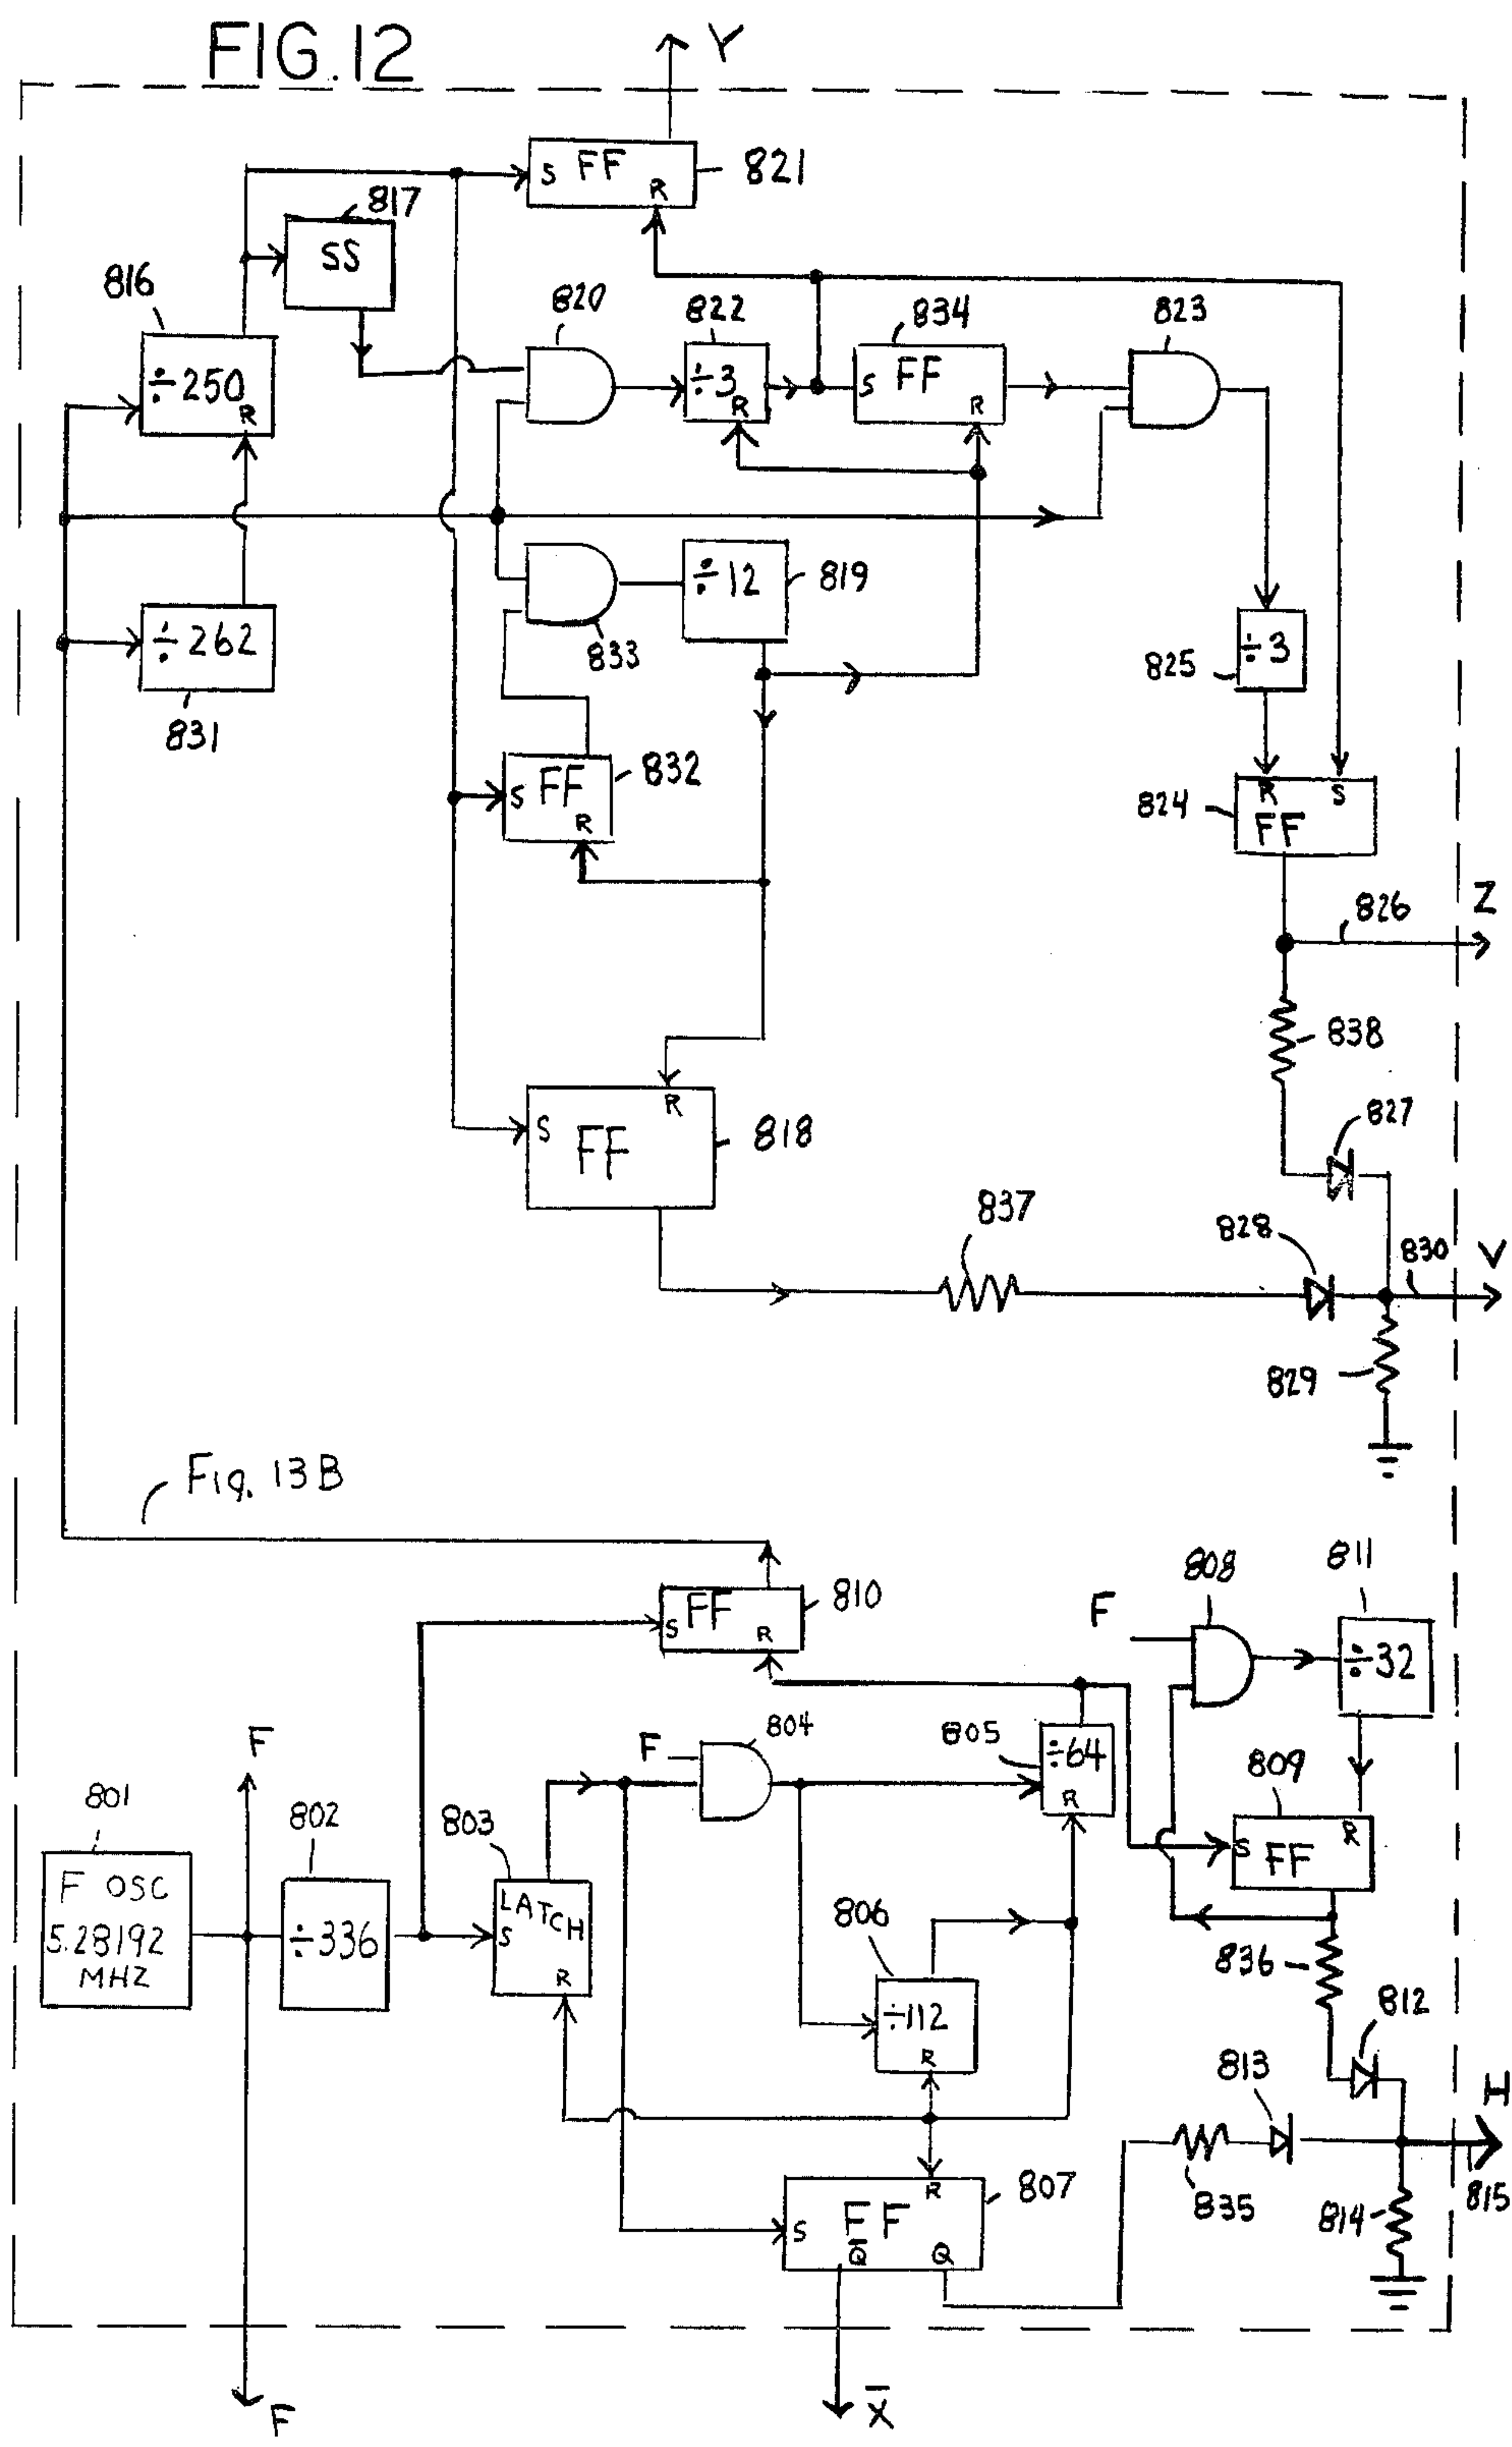 FIG. 12
Y
S FF R
821
817
SS
816
÷250
R
820
822
÷3
R
834
S FF R
823
÷262
831
833
÷12
819
825
÷3
S FF R
832
824
R S
FF
826
Z
838
827
S FF R
818
837
828
830
V
829
Fig. 13B
S FF R
810
F
808
811
÷32
F
F
804
805
÷64
R
809
S FF R
801
F OSC
5.28192
MHZ
802
÷336
803
LATCH
S
R
806
÷112
R
836
812
813
H
835
814
815
S FF R
Q̅ Q
807
F
X̅